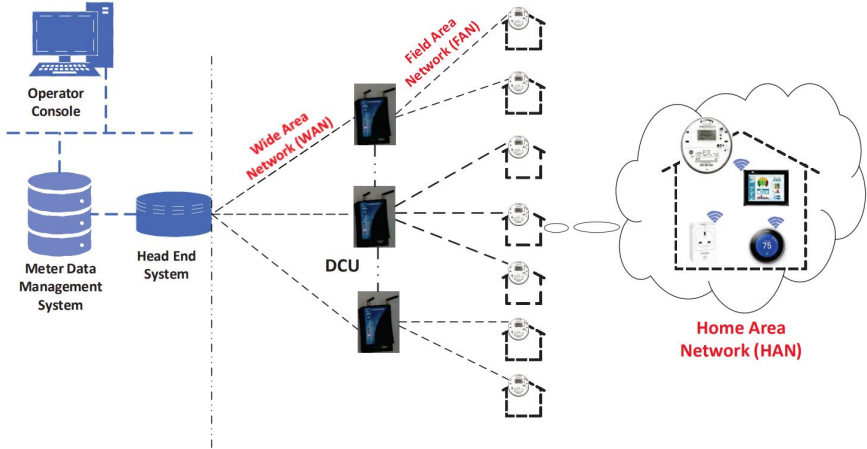 Operator
Console
Meter Data
Management
System
Head End
System
Wide Area
Network (WAN)
Field Area
Network (FAN)
DCU
75
Home Area
Network (HAN)